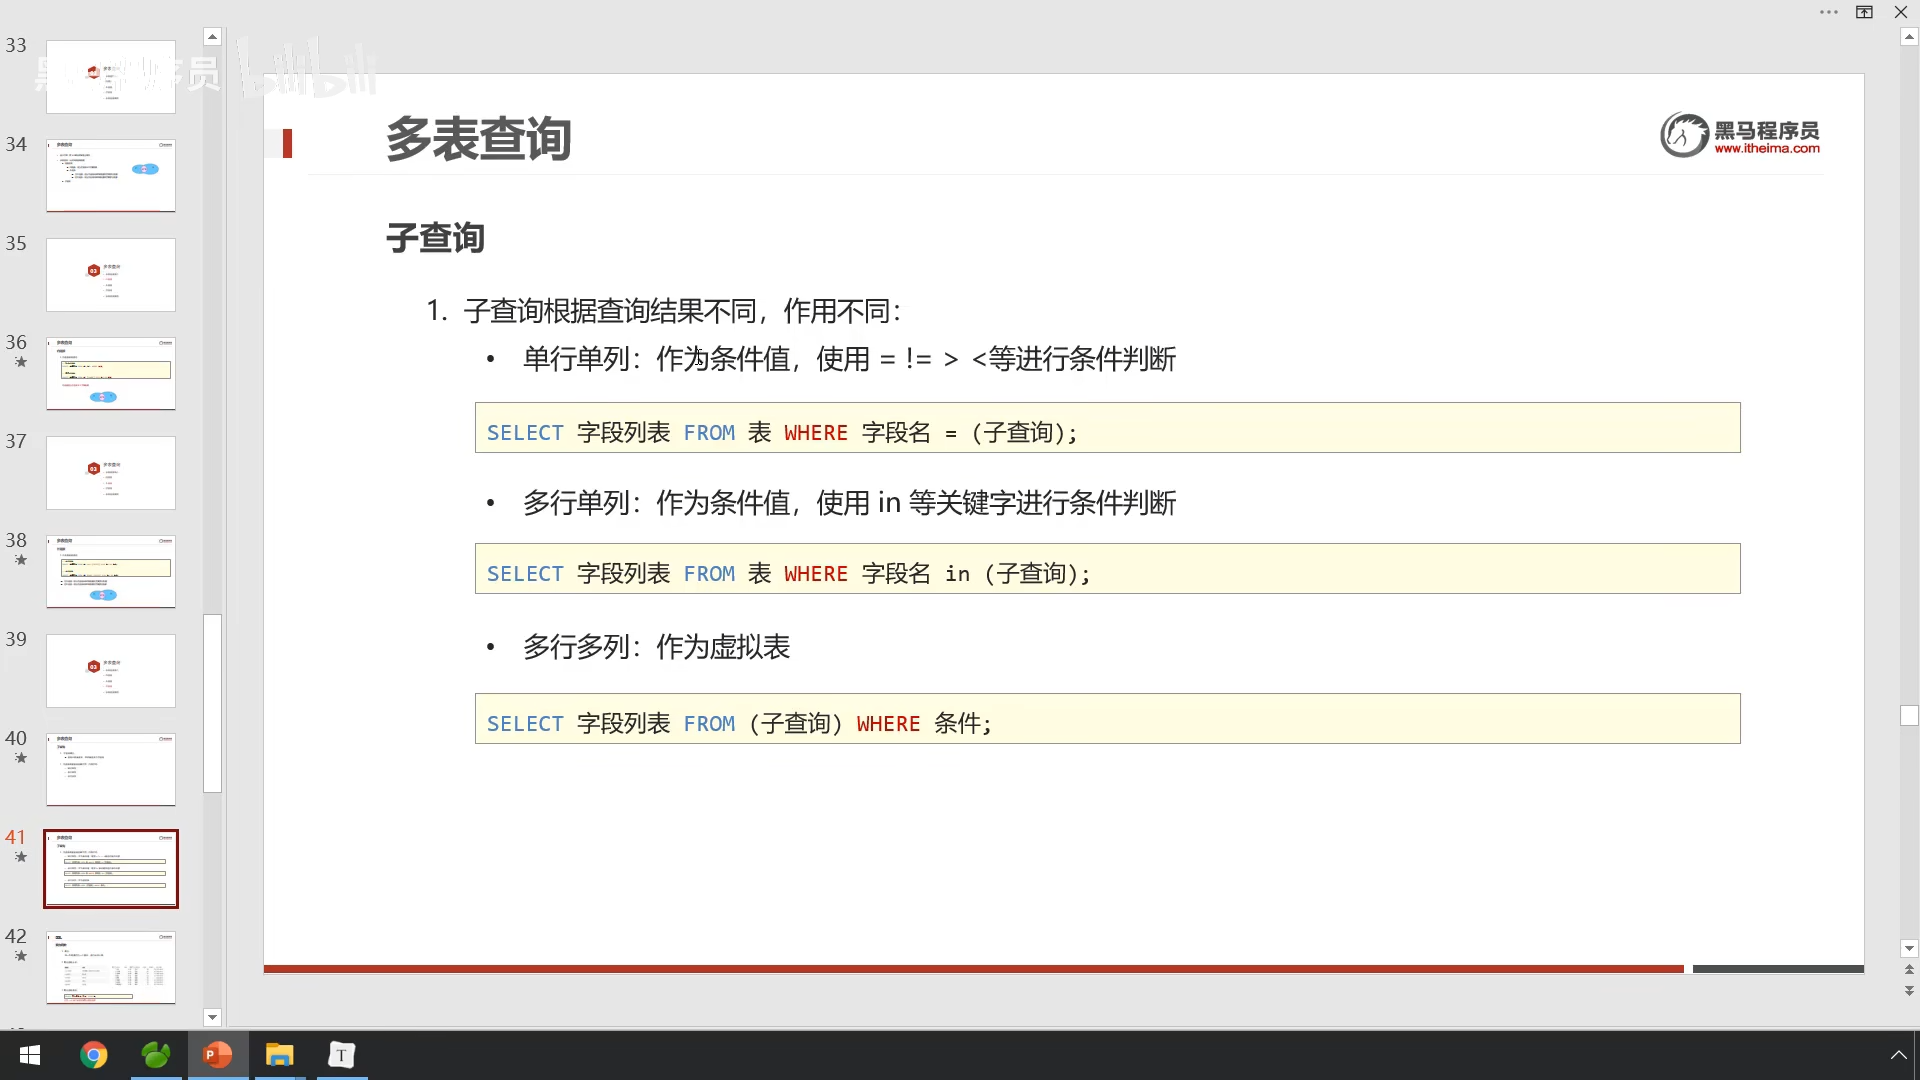 33
34
35
36
37
38
39
40
41
42
bilibili
多表查询
黑马程序员
www.itheima.com
子查询
1. 子查询根据查询结果不同，作用不同：
• 单行单列：作为条件值，使用 = != > <等进行条件判断
SELECT 字段列表 FROM 表 WHERE 字段名 = (子查询);
• 多行单列：作为条件值，使用 in 等关键字进行条件判断
SELECT 字段列表 FROM 表 WHERE 字段名 in (子查询);
• 多行多列：作为虚拟表
SELECT 字段列表 FROM (子查询) WHERE 条件;